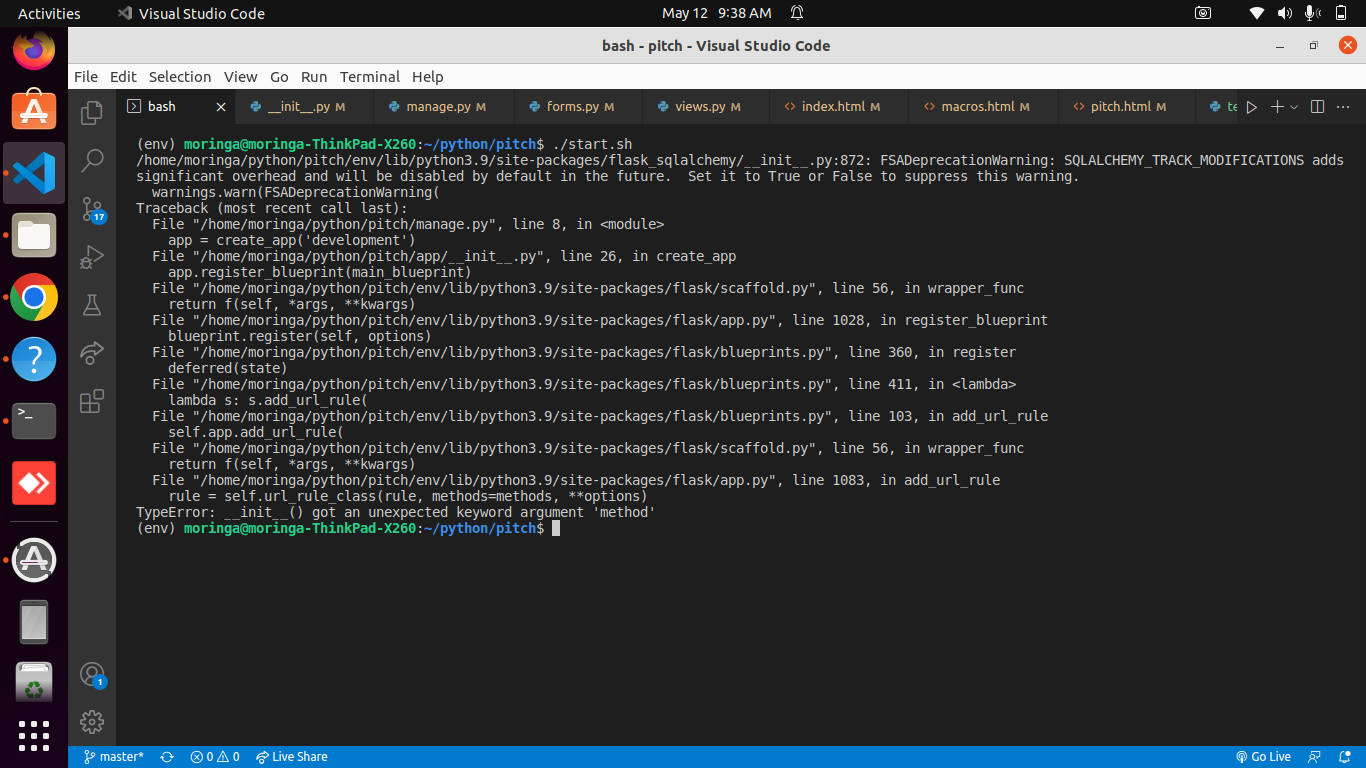 Activities
Visual Studio Code
May 12 9:38 AM
bash - pitch - Visual Studio Code
File Edit Selection View Go Run Terminal Help
bash
__init__.py M
manage.py M
forms.py M
views.py M
index.html M
macros.html M
pitch.html M
te
(env) moringa@moringa-ThinkPad-X260:~/python/pitch$ ./start.sh
/home/moringa/python/pitch/env/lib/python3.9/site-packages/flask_sqlalchemy/__init__.py:872: FSADeprecationWarning: SQLALCHEMY_TRACK_MODIFICATIONS adds
significant overhead and will be disabled by default in the future.  Set it to True or False to suppress this warning.
  warnings.warn(FSADeprecationWarning(
Traceback (most recent call last):
  File "/home/moringa/python/pitch/manage.py", line 8, in <module>
    app = create_app('development')
  File "/home/moringa/python/pitch/app/__init__.py", line 26, in create_app
    app.register_blueprint(main_blueprint)
  File "/home/moringa/python/pitch/env/lib/python3.9/site-packages/flask/scaffold.py", line 56, in wrapper_func
    return f(self, *args, **kwargs)
  File "/home/moringa/python/pitch/env/lib/python3.9/site-packages/flask/app.py", line 1028, in register_blueprint
    blueprint.register(self, options)
  File "/home/moringa/python/pitch/env/lib/python3.9/site-packages/flask/blueprints.py", line 360, in register
    deferred(state)
  File "/home/moringa/python/pitch/env/lib/python3.9/site-packages/flask/blueprints.py", line 411, in <lambda>
    lambda s: s.add_url_rule(
  File "/home/moringa/python/pitch/env/lib/python3.9/site-packages/flask/blueprints.py", line 103, in add_url_rule
    self.app.add_url_rule(
  File "/home/moringa/python/pitch/env/lib/python3.9/site-packages/flask/scaffold.py", line 56, in wrapper_func
    return f(self, *args, **kwargs)
  File "/home/moringa/python/pitch/env/lib/python3.9/site-packages/flask/app.py", line 1083, in add_url_rule
    rule = self.url_rule_class(rule, methods=methods, **options)
TypeError: __init__() got an unexpected keyword argument 'method'
(env) moringa@moringa-ThinkPad-X260:~/python/pitch$
17
1
master*
0
0
Live Share
Go Live